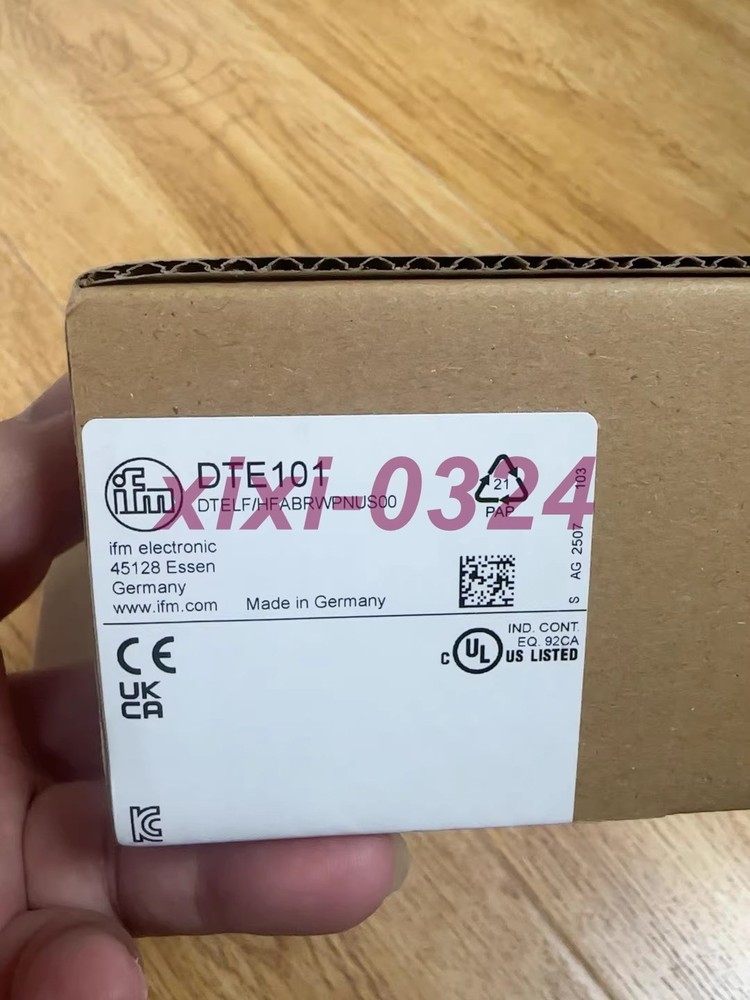 ifm
DTE101
DTELF/HFABRWPNUS00
xixi-0324
21
PAP
ifm electronic
45128 Essen
Germany
www.ifm.com
Made in Germany
S AG 2507 103
CE
UK
CA
C UL US LISTED
IND. CONT.
EQ. 92CA
KC